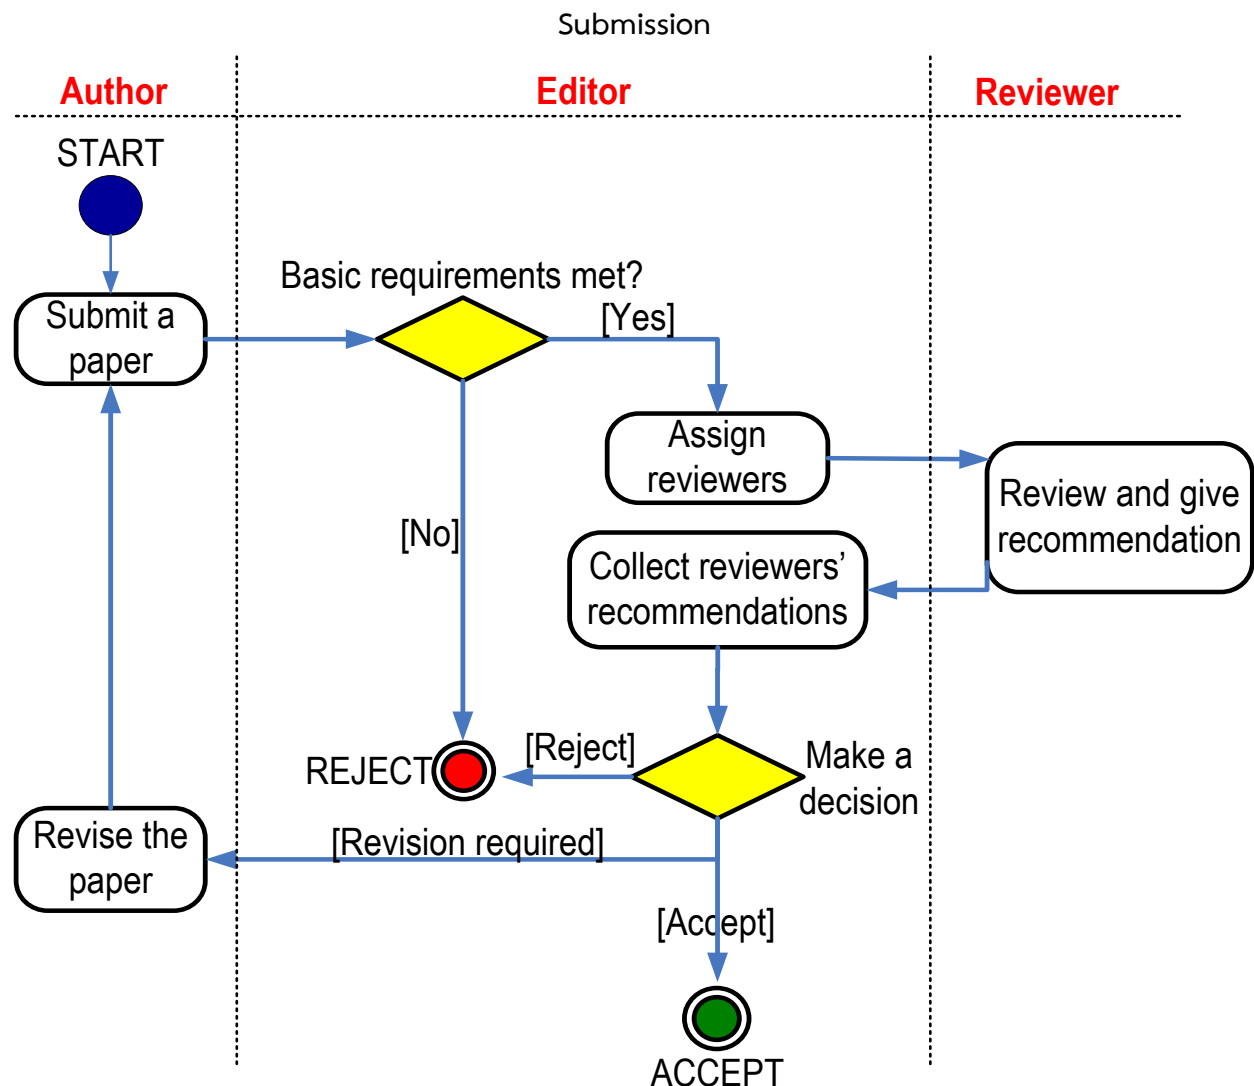 Submission
Author
Editor
Reviewer
START
Basic requirements met?
[Yes]
Submit a
paper
Assign
reviewers
Review and give
recommendation
[No]
Collect reviewers’
recommendations
[Reject]
REJECT
Make a
decision
Revise the
paper
[Revision required]
[Accept]
ACCEPT